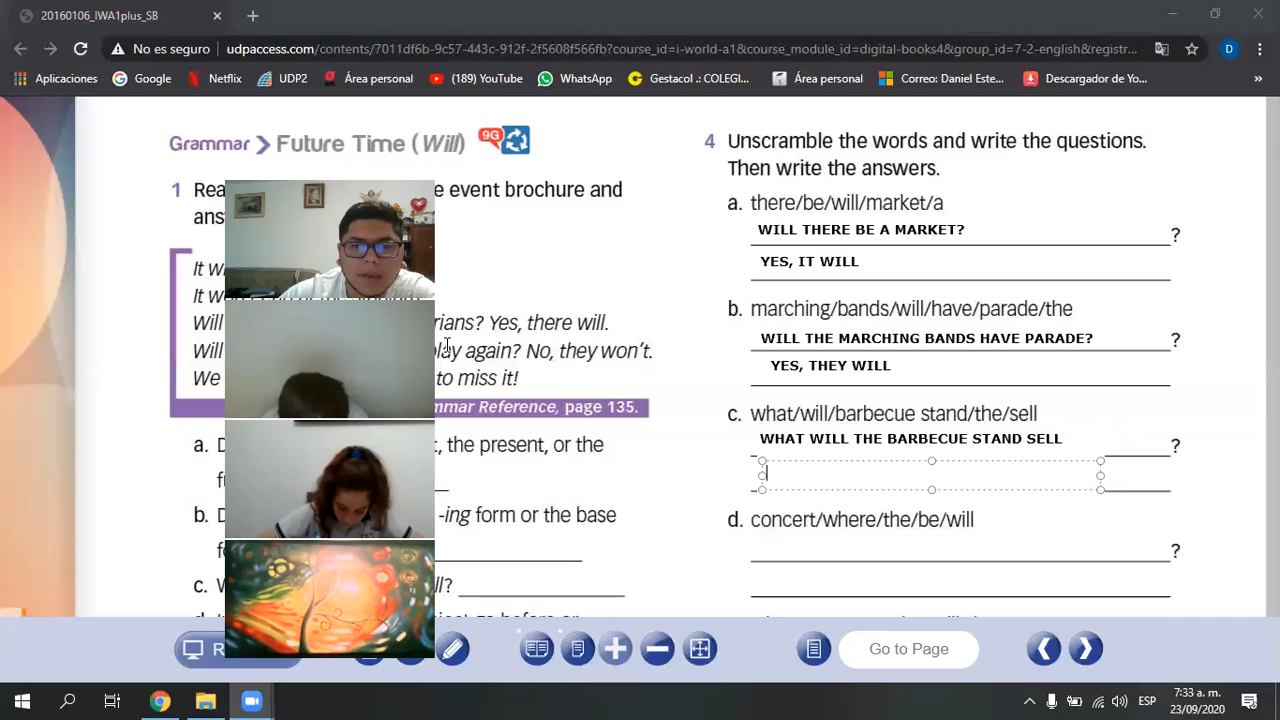 20160106_IWA1plus_SB
No es seguro
udpaccess.com/contents/7011df6b-9c57-443c-912f-2f5608f566fb?course_id=i-world-a1&course_module_id=digital-books4&group_id=7-2-english&registr...
D
Aplicaciones
Google
Netflix
UDP2
Área personal
(189) YouTube
WhatsApp
Gestacol .: COLEGI...
Área personal
Correo: Daniel Este...
Descargador de Yo...
»
Grammar > Future Time (Will) 9G
1 Rea
e event brochure and
ans
It w
It w
Will
rians? Yes, there will.
Will
play again? No, they won't.
We
to miss it!
mmar Reference, page 135.
a. D
t, the present, or the
fu
b. D
-ing form or the base
fo
c. W
ll?
4 Unscramble the words and write the questions.
Then write the answers.
a. there/be/will/market/a
WILL THERE BE A MARKET?
?
YES, IT WILL
b. marching/bands/will/have/parade/the
WILL THE MARCHING BANDS HAVE PARADE?
?
YES, THEY WILL
c. what/will/barbecue stand/the/sell
WHAT WILL THE BARBECUE STAND SELL
?
d. concert/where/the/be/will
?
R
Go to Page
ESP
7:33 a. m.
23/09/2020